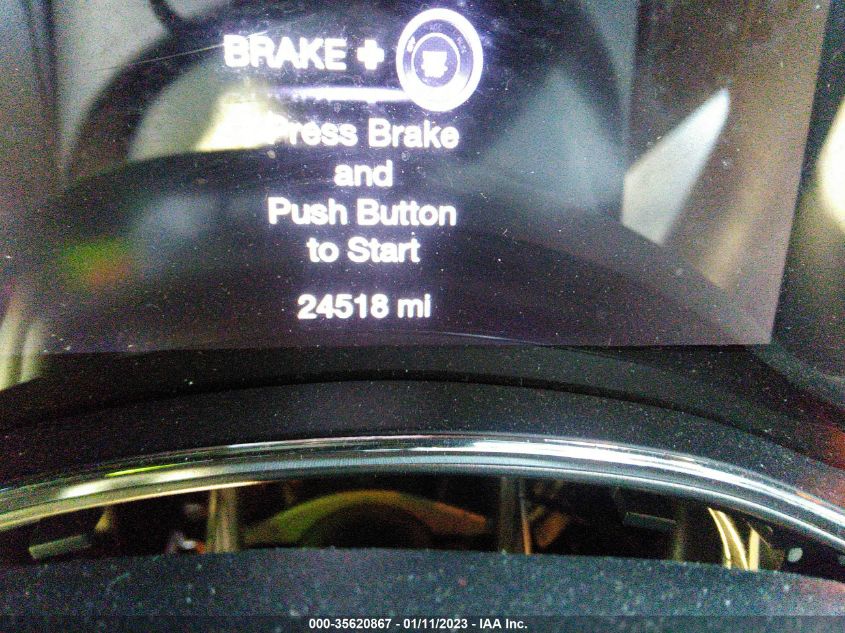 BRAKE +
Press Brake
and
Push Button
to Start
24518 mi
000-35620867 - 01/11/2023 - IAA Inc.